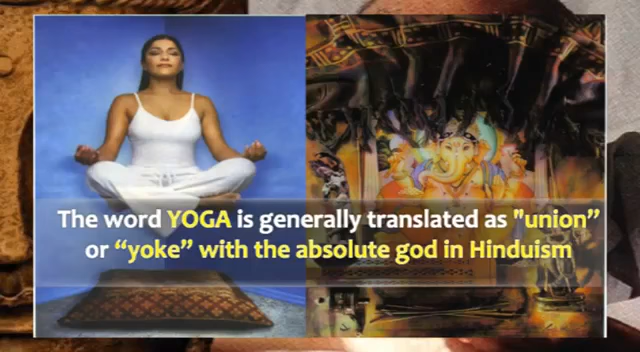 The word YOGA is generally translated as "union”
or “yoke” with the absolute god in Hinduism